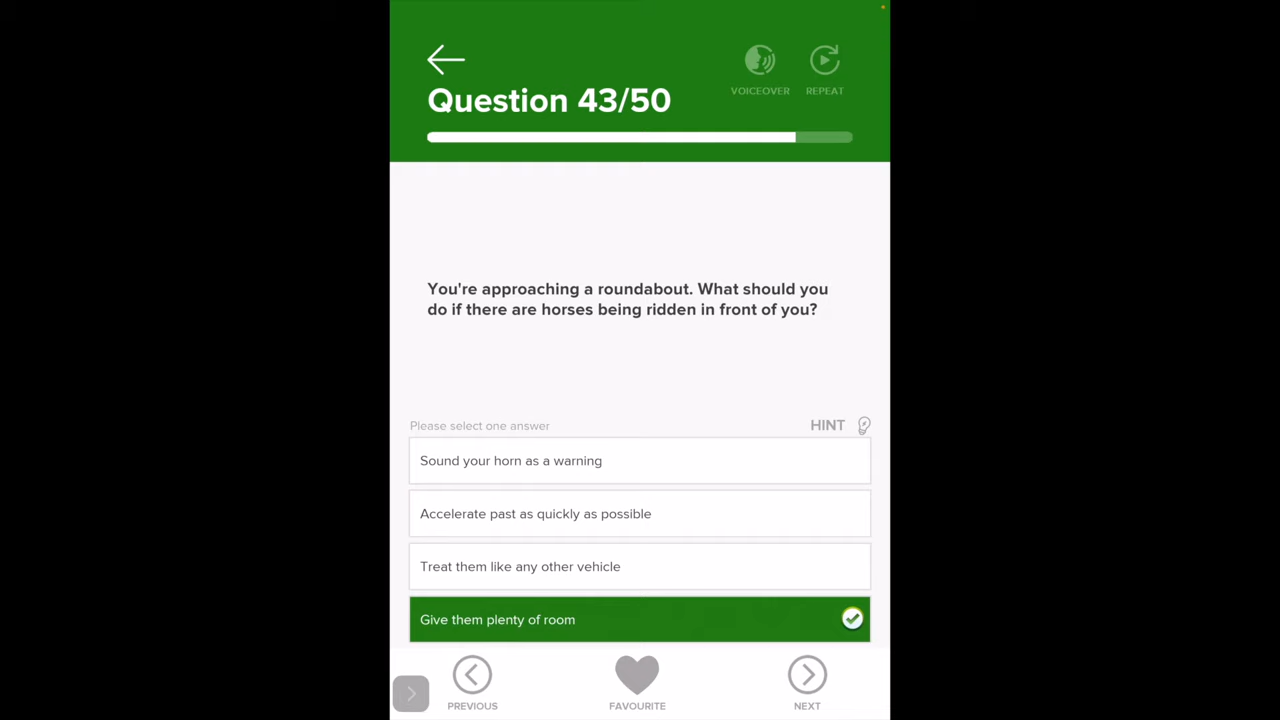 VOICEOVER REPEAT
Question 43/50
You're approaching a roundabout. What should you
do if there are horses being ridden in front of you?
Please select one answer HINT
Sound your horn as a warning
Accelerate past as quickly as possible
Treat them like any other vehicle
Give them plenty of room
PREVIOUS FAVOURITE NEXT